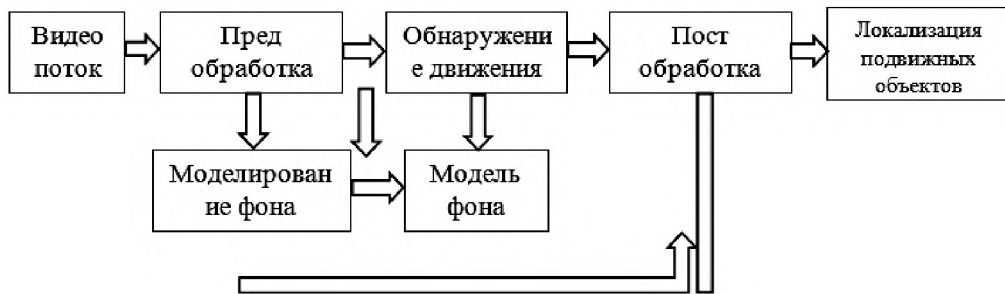 Видео
поток
Пред
обработка
Обнаружени
е движения
Пост
обработка
Локализация
подвижных
объектов
Моделирован
ие фона
Модель
фона